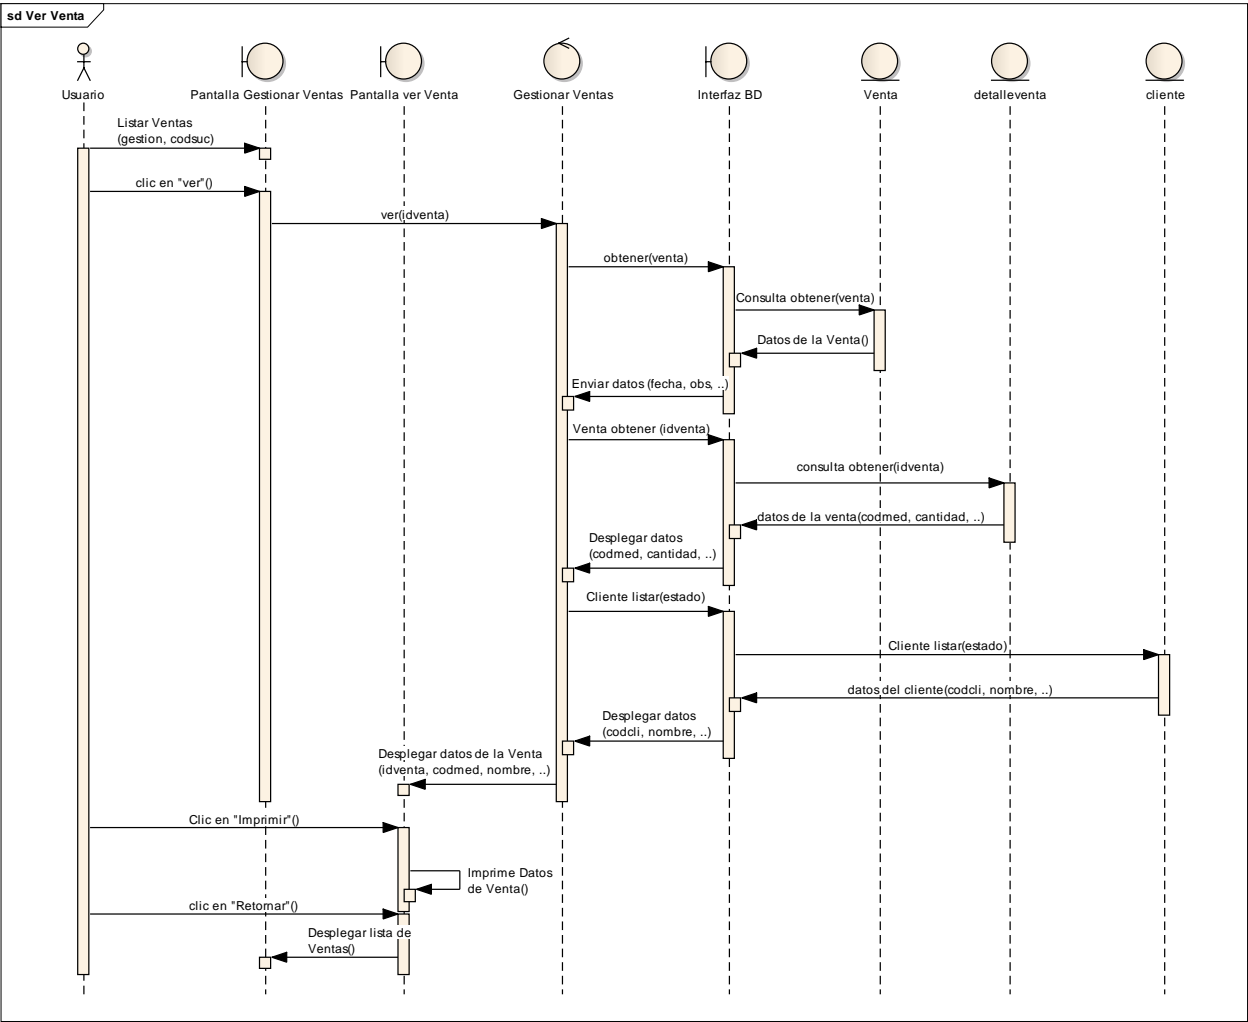 sd Ver Venta
Usuario
Pantalla Gestionar Ventas
Pantalla ver Venta
Gestionar Ventas
Interfaz BD
Venta
detalleventa
cliente
Listar Ventas
(gestion, codsuc)
clic en "ver"()
ver(idventa)
obtener(venta)
Consulta obtener(venta)
Datos de la Venta()
Enviar datos (fecha, obs, ..)
Venta obtener (idventa)
consulta obtener(idventa)
datos de la venta(codmed, cantidad, ..)
Desplegar datos
(codmed, cantidad, ..)
Cliente listar(estado)
Cliente listar(estado)
datos del cliente(codcli, nombre, ..)
Desplegar datos
(codcli, nombre, ..)
Desplegar datos de la Venta
(idventa, codmed, nombre, ..)
Clic en "Imprimir"()
Imprime Datos
de Venta()
clic en "Retornar"()
Desplegar lista de
Ventas()